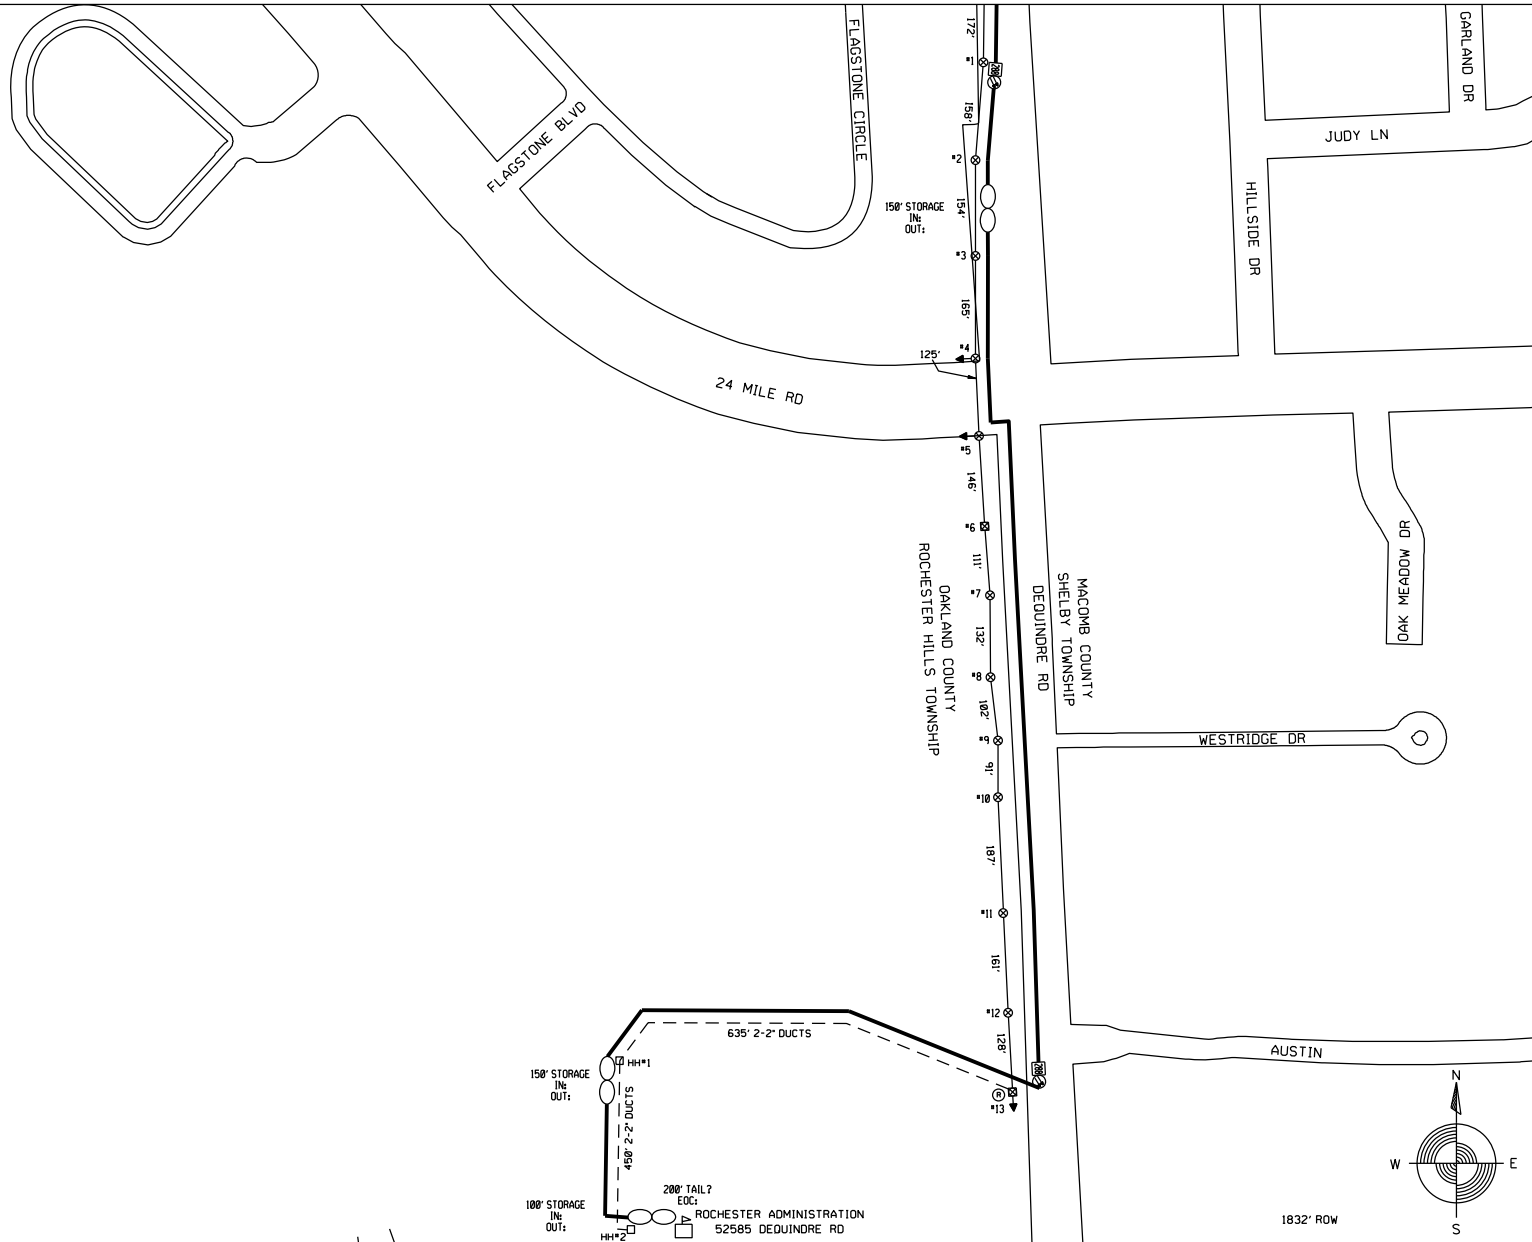 172'
FLAGSTONE CIRCLE
GARLAND DR
#1
288
158'
JUDY LN
FLAGSTONE BLVD
#2
HILLSIDE DR
150' STORAGE
IN:
OUT:
154'
#3
165'
#4
125'
24 MILE RD
#5
146'
#6
OAK MEADOW DR
111'
#7
OAKLAND COUNTY
ROCHESTER HILLS TOWNSHIP
MACOMB COUNTY
SHELBY TOWNSHIP
DEQUINDRE RD
132'
#8
102'
#9
WESTRIDGE DR
91'
#10
187'
#11
161'
#12
635' 2-2" DUCTS
128'
AUSTIN
HH#1
150' STORAGE
IN:
OUT:
288
R
#13
N
W
E
S
450' 2-2" DUCTS
200' TAIL?
EOC:
100' STORAGE
IN:
OUT:
ROCHESTER ADMINISTRATION
52585 DEQUINDRE RD
HH#2
1832' ROW